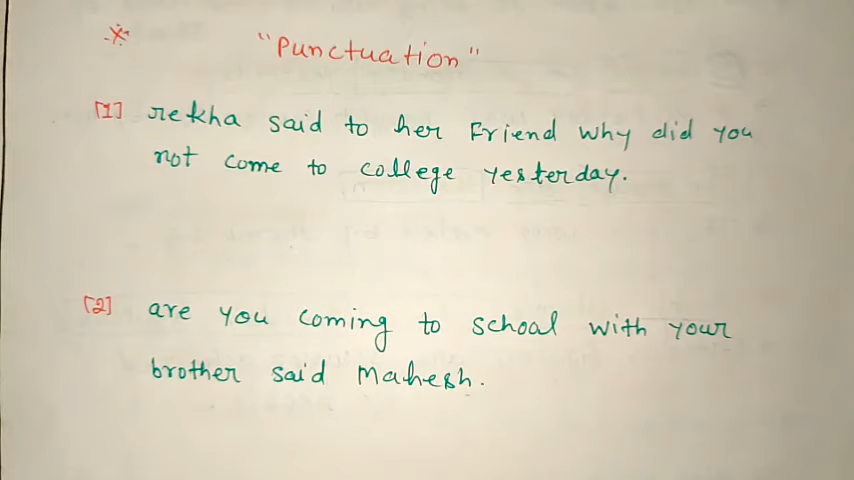 "Punctuation"
[1] rekha said to her Friend why did you
not come to college yesterday.
[2] are you coming to school with your
brother said Mahesh.